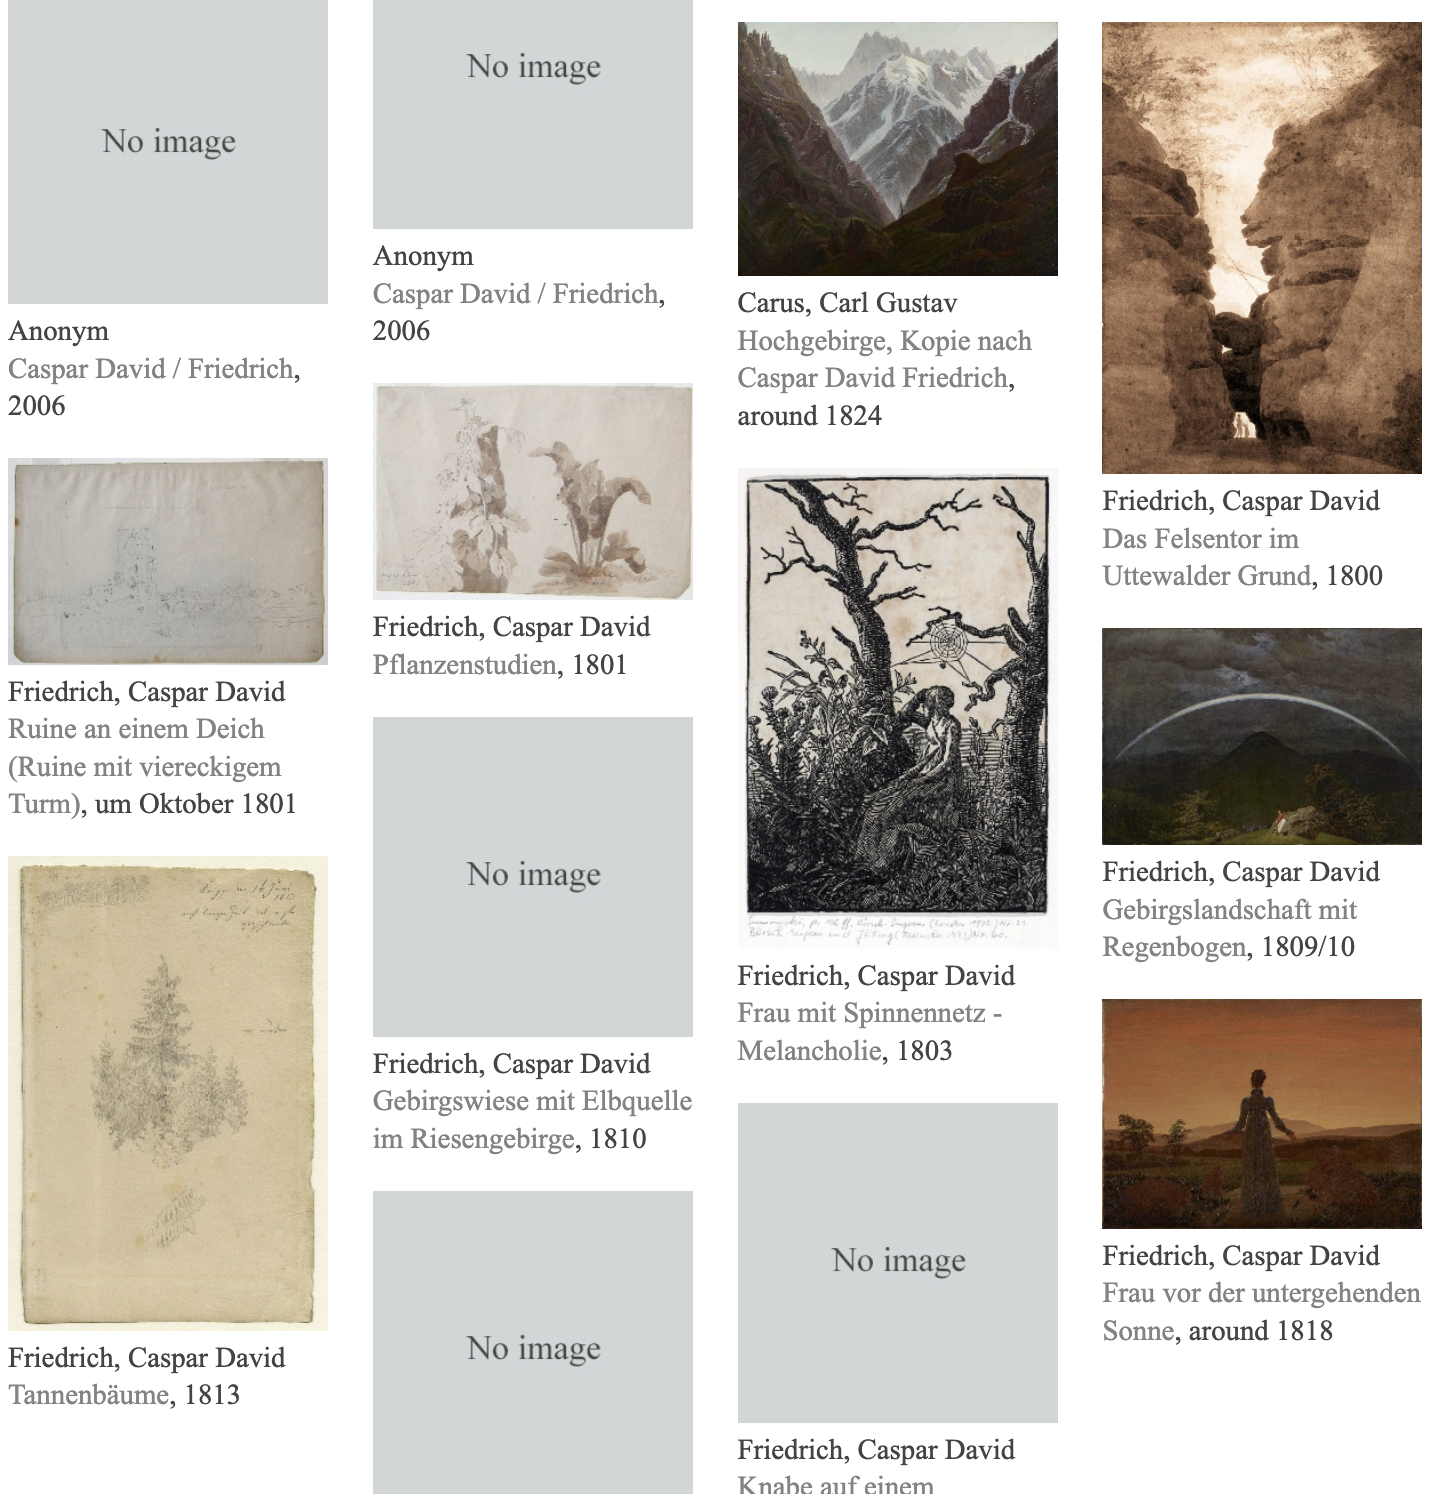 No image
Anonym
Caspar David / Friedrich,
2006
Friedrich, Caspar David
Ruine an einem Deich
(Ruine mit viereckigem
Turm), um Oktober 1801
Friedrich, Caspar David
Tannenbäume, 1813
No image
Anonym
Caspar David / Friedrich,
2006
Friedrich, Caspar David
Pflanzenstudien, 1801
No image
Friedrich, Caspar David
Gebirgswiese mit Elbquelle
im Riesengebirge, 1810
No image
Carus, Carl Gustav
Hochgebirge, Kopie nach
Caspar David Friedrich,
around 1824
Friedrich, Caspar David
Frau mit Spinnennetz -
Melancholie, 1803
No image
Friedrich, Caspar David
Knabe auf einem
Friedrich, Caspar David
Das Felsentor im
Uttewalder Grund, 1800
Friedrich, Caspar David
Gebirgslandschaft mit
Regenbogen, 1809/10
Friedrich, Caspar David
Frau vor der untergehenden
Sonne, around 1818